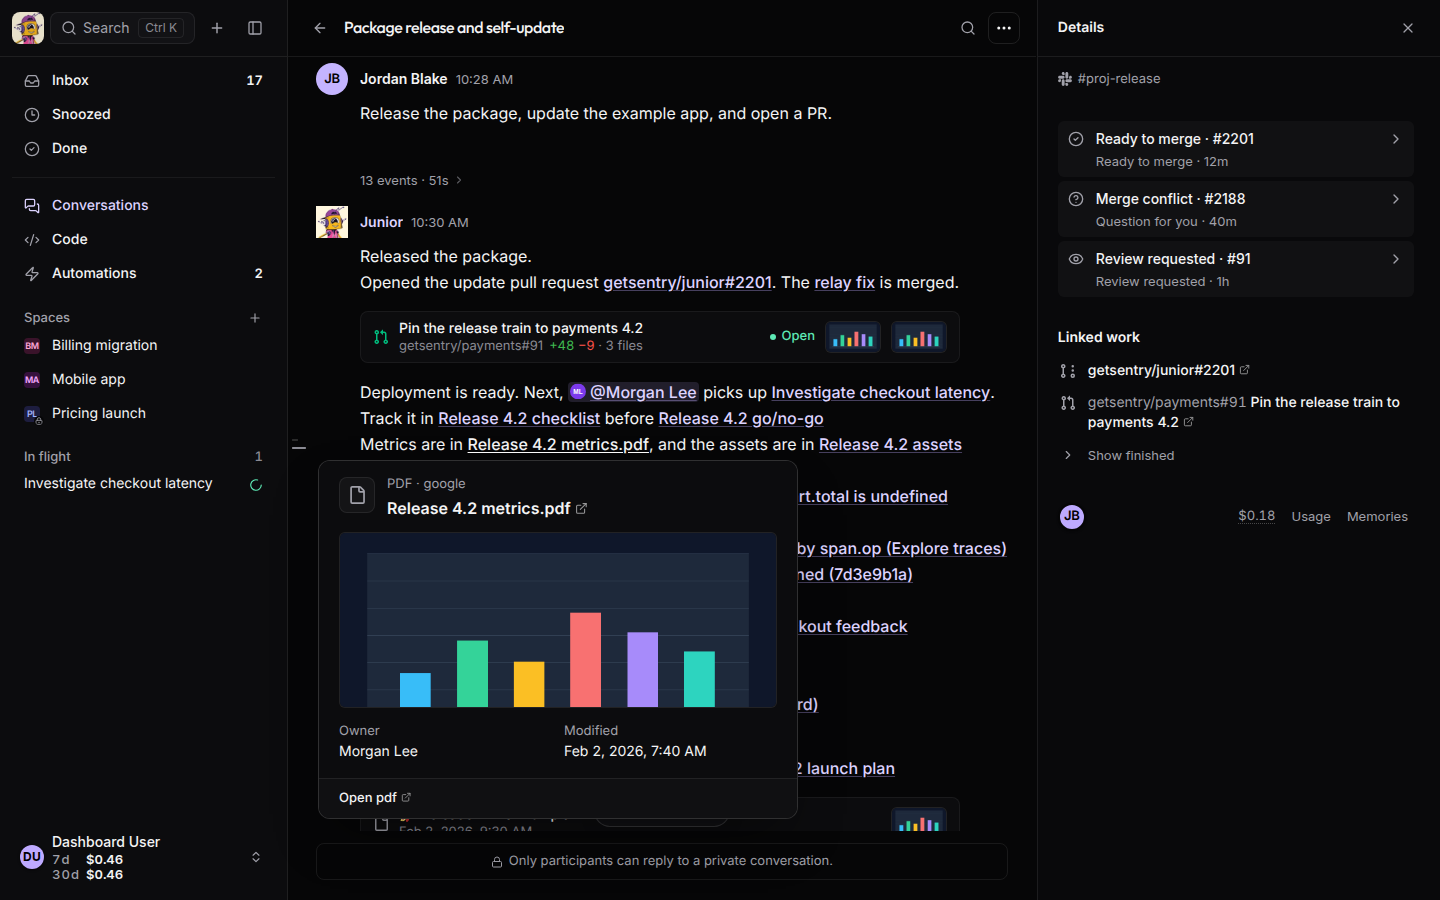 Search Ctrl K
Inbox 17
Snoozed
Done
Conversations
Code
Automations 2
Spaces
BM Billing migration
MA Mobile app
PL Pricing launch
In flight 1
Investigate checkout latency
DU Dashboard User
7d $0.46
30d $0.46
Package release and self-update
JB Jordan Blake 10:28 AM
Release the package, update the example app, and open a PR.
13 events · 51s
Junior 10:30 AM
Released the package.
Opened the update pull request getsentry/junior#2201. The relay fix is merged.
Pin the release train to payments 4.2
getsentry/payments#91 +48 −9 · 3 files
Open
Deployment is ready. Next, ML @Morgan Lee picks up Investigate checkout latency.
Track it in Release 4.2 checklist before Release 4.2 go/no-go
Metrics are in Release 4.2 metrics.pdf, and the assets are in Release 4.2 assets
PDF · google
Release 4.2 metrics.pdf
Owner
Morgan Lee
Modified
Feb 2, 2026, 7:40 AM
Open pdf
rt.total is undefined
by span.op (Explore traces)
ned (7d3e9b1a)
kout feedback
rd)
2 launch plan
Feb 2, 2026, 9:30 AM
Only participants can reply to a private conversation.
Details
#proj-release
Ready to merge · #2201
Ready to merge · 12m
Merge conflict · #2188
Question for you · 40m
Review requested · #91
Review requested · 1h
Linked work
getsentry/junior#2201
getsentry/payments#91 Pin the release train to
payments 4.2
Show finished
JB $0.18 Usage Memories